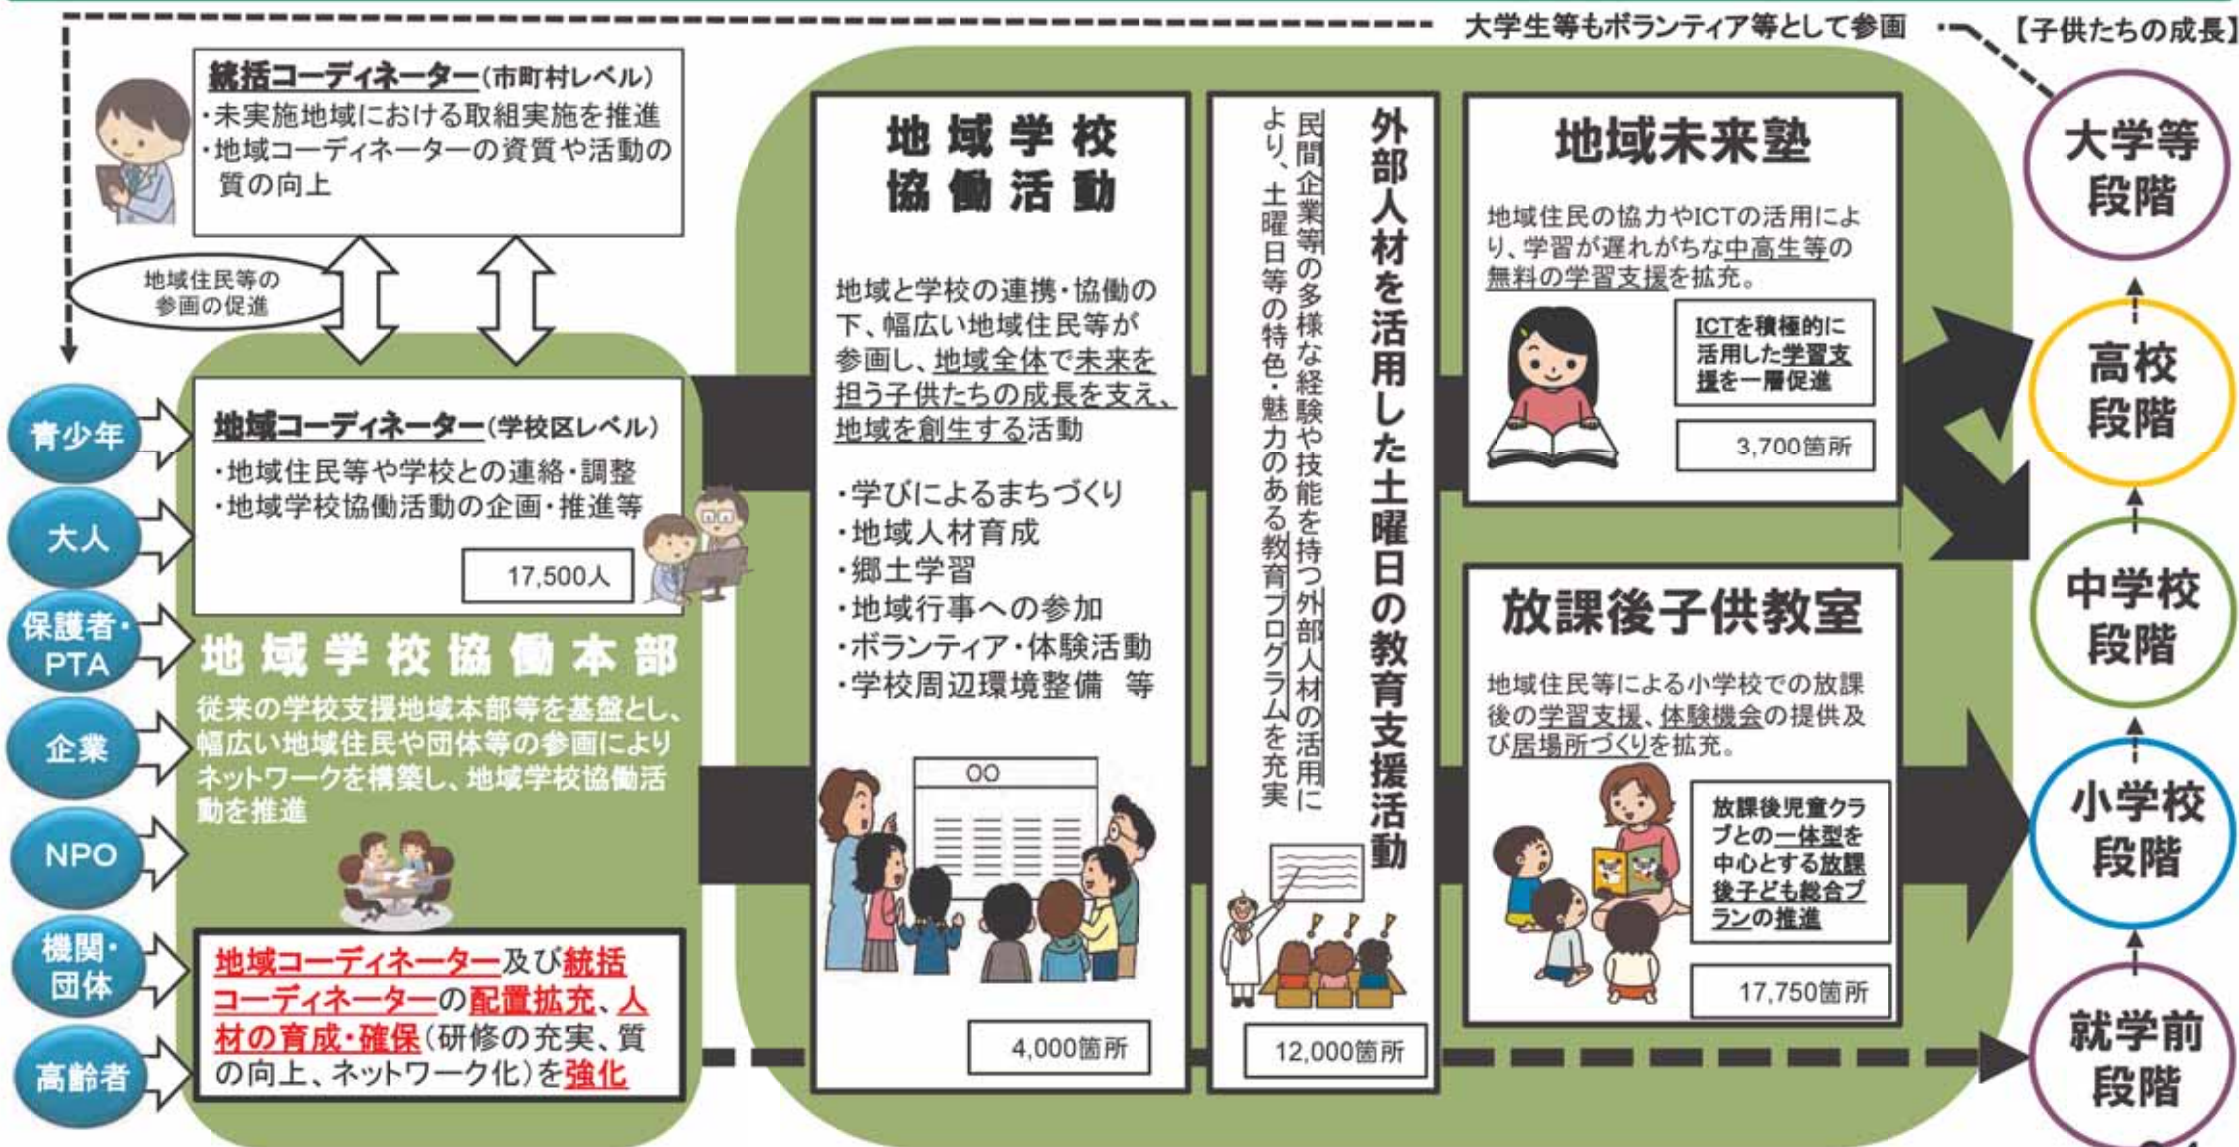 大学生等もボランティア等として参画
【子供たちの成長】
統括コーディネーター(市町村レベル)
・未実施地域における取組実施を推進
・地域コーディネーターの資質や活動の
質の向上
地域住民等の
参画の促進
青少年
大人
保護者・
PTA
企業
NPO
機関・
団体
高齢者
地域コーディネーター(学校区レベル)
・地域住民等や学校との連絡・調整
・地域学校協働活動の企画・推進等
17,500人
地域学校協働本部
従来の学校支援地域本部等を基盤とし、
幅広い地域住民や団体等の参画により
ネットワークを構築し、地域学校協働活
動を推進
地域コーディネーター及び統括
コーディネーターの配置拡充、人
材の育成・確保(研修の充実、質
の向上、ネットワーク化)を強化
地域学校
協働活動
地域と学校の連携・協働の
下、幅広い地域住民等が
参画し、地域全体で未来を
担う子供たちの成長を支え、
地域を創生する活動
・学びによるまちづくり
・地域人材育成
・郷土学習
・地域行事への参加
・ボランティア・体験活動
・学校周辺環境整備 等
○○
4,000箇所
外部人材を活用した土曜日の教育支援活動
民間企業等の多様な経験や技能を持つ外部人材の活用に
より、土曜日等の特色・魅力のある教育プログラムを充実
12,000箇所
地域未来塾
地域住民の協力やICTの活用によ
り、学習が遅れがちな中高生等の
無料の学習支援を拡充。
ICTを積極的に
活用した学習支
援を一層促進
3,700箇所
放課後子供教室
地域住民等による小学校での放課
後の学習支援、体験機会の提供及
び居場所づくりを拡充。
放課後児童クラ
ブとの一体型を
中心とする放課
後子ども総合プ
ランの推進
17,750箇所
大学等
段階
高校
段階
中学校
段階
小学校
段階
就学前
段階